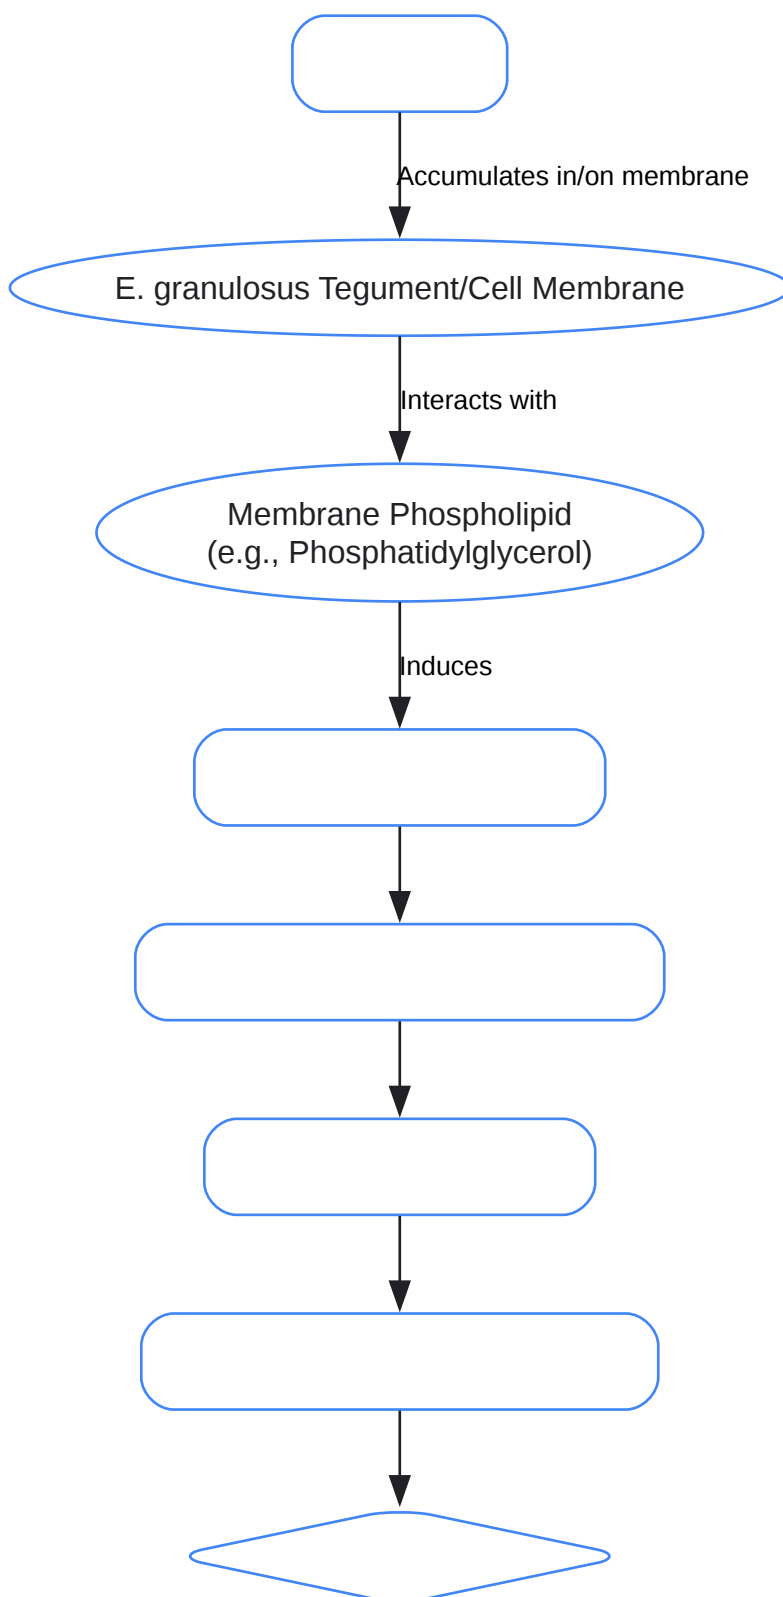 Accumulates in/on membrane
E. granulosus Tegument/Cell Membrane
Interacts with
Membrane Phospholipid
(e.g., Phosphatidylglycerol)
Induces